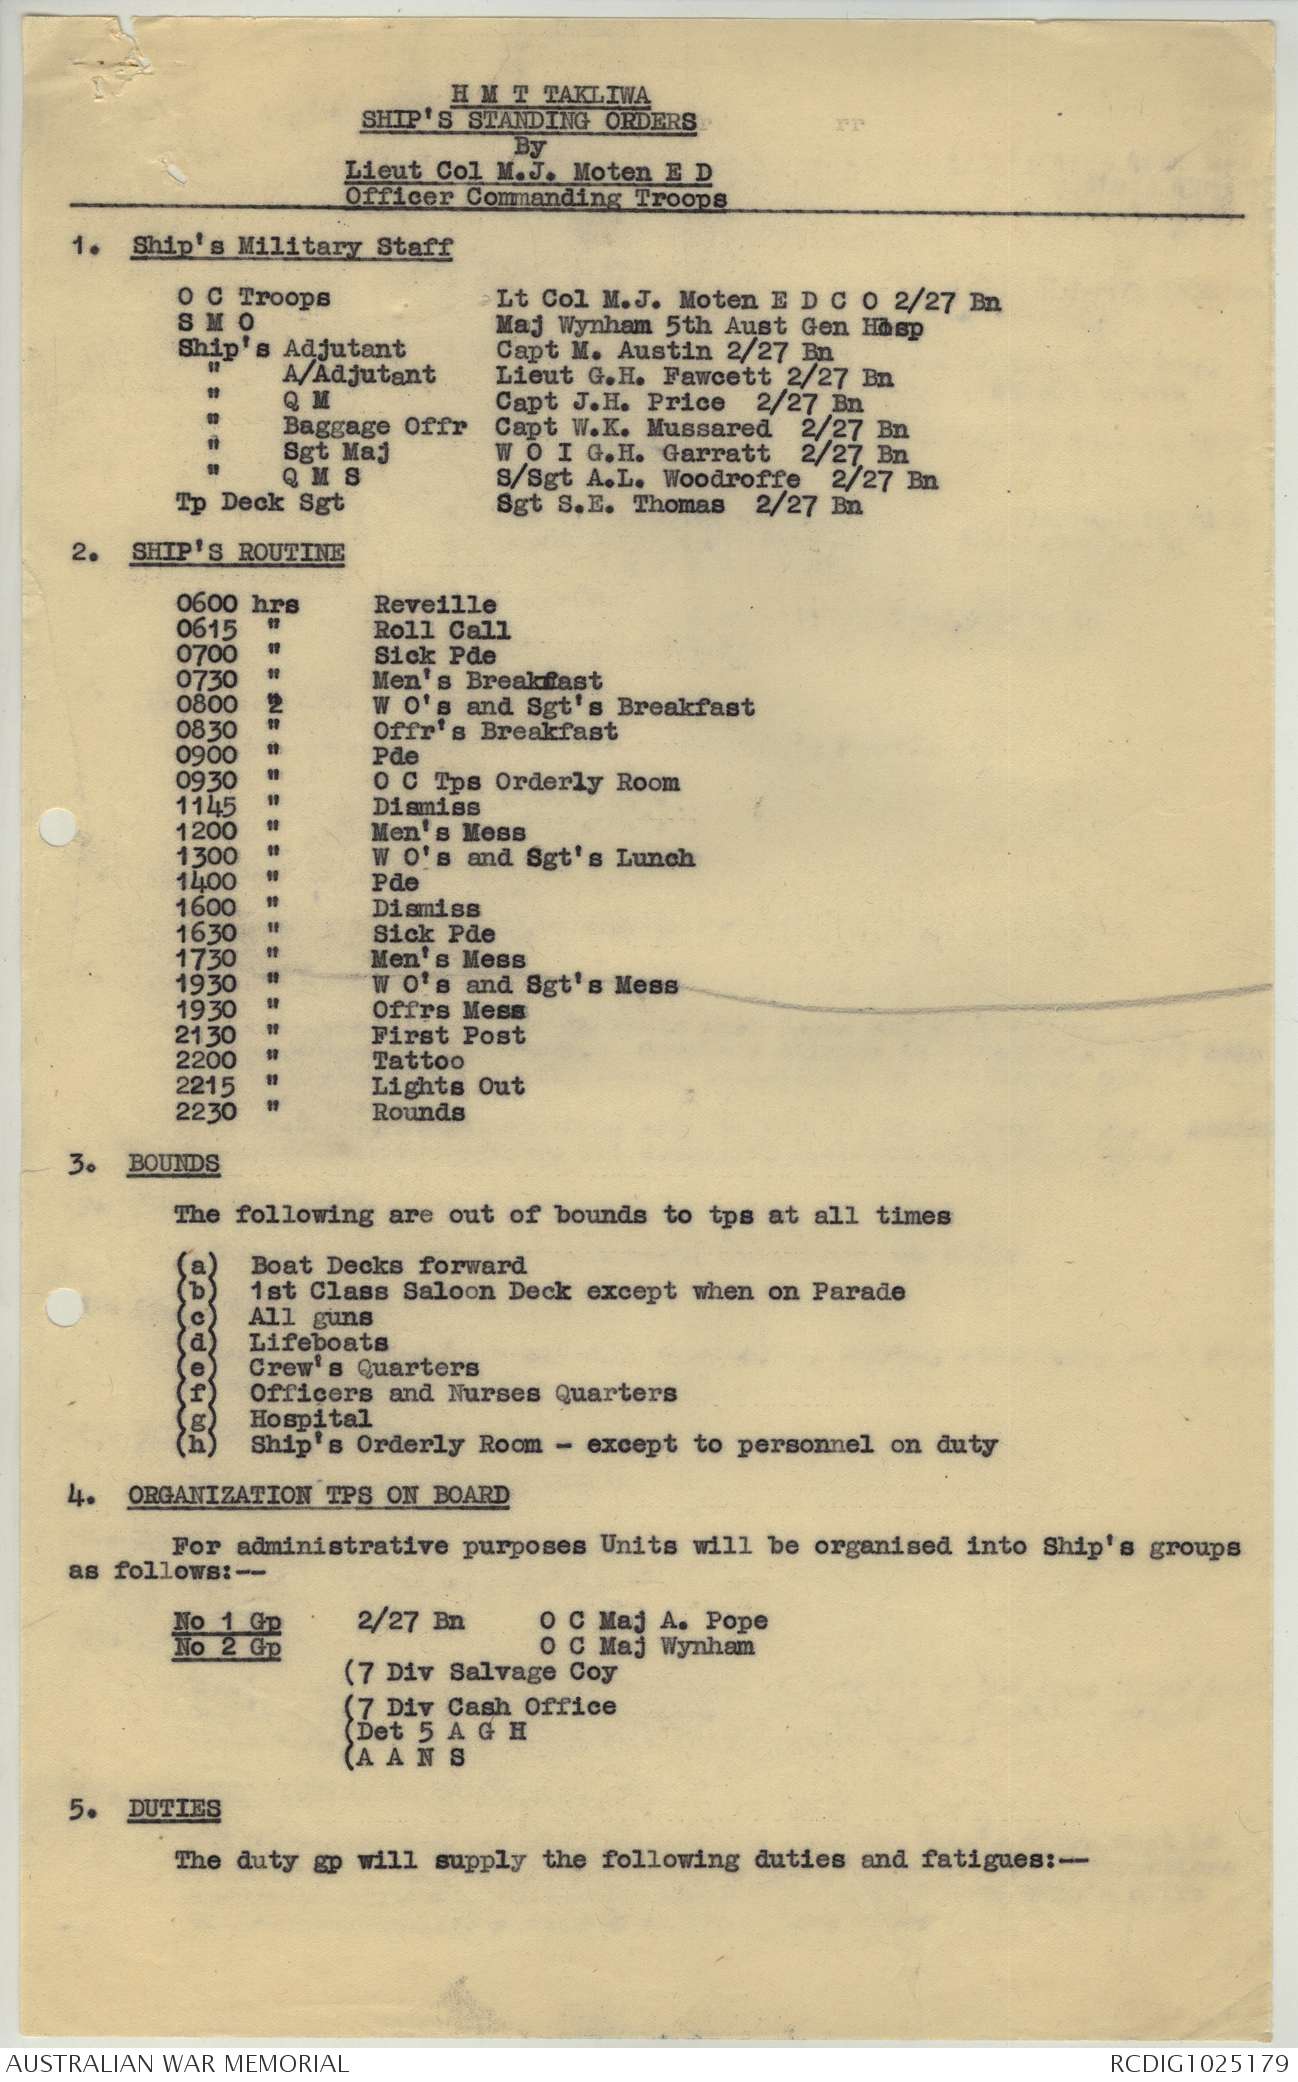 H M T TAKLIWA
SHIP'S STANDING ORDERS
By
Lieut Col M.J. Moten E D
Officer Commanding Troops
1. Ship's Military Staff
O C Troops Lt Col M.J. Moten E D C O 2/27 Bn
S M O Maj Wynham 5th Aust Gen Hosp
Ship's Adjutant Capt M. Austin 2/27 Bn
" A/Adjutant Lieut G.H. Fawcett 2/27 Bn
" Q M Capt J.H. Price 2/27 Bn
" Baggage Offr Capt W.K. Mussared 2/27 Bn
" Sgt Maj W O I G.H. Garratt 2/27 Bn
" Q M S S/Sgt A.L. Woodroffe 2/27 Bn
Tp Deck Sgt Sgt S.E. Thomas 2/27 Bn
2. SHIP'S ROUTINE
0600 hrs Reveille
0615 " Roll Call
0700 " Sick Pde
0730 " Men's Breakfast
0800 " W O's and Sgt's Breakfast
0830 " Offr's Breakfast
0900 " Pde
0930 " O C Tps Orderly Room
1145 " Dismiss
1200 " Men's Mess
1300 " W O's and Sgt's Lunch
1400 " Pde
1600 " Dismiss
1630 " Sick Pde
1730 " Men's Mess
1930 " W O's and Sgt's Mess
1930 " Offrs Mess
2130 " First Post
2200 " Tattoo
2215 " Lights Out
2230 " Rounds
3. BOUNDS
The following are out of bounds to tps at all times
(a) Boat Decks forward
(b) 1st Class Saloon Deck except when on Parade
(c) All guns
(d) Lifeboats
(e) Crew's Quarters
(f) Officers and Nurses Quarters
(g) Hospital
(h) Ship's Orderly Room - except to personnel on duty
4. ORGANIZATION TPS ON BOARD
For administrative purposes Units will be organised into Ship's groups
as follows:--
No 1 Gp 2/27 Bn O C Maj A. Pope
No 2 Gp O C Maj Wynham
(7 Div Salvage Coy
(7 Div Cash Office
(Det 5 A G H
(A A N S
5. DUTIES
The duty gp will supply the following duties and fatigues:--
AUSTRALIAN WAR MEMORIAL RCDIG1025179